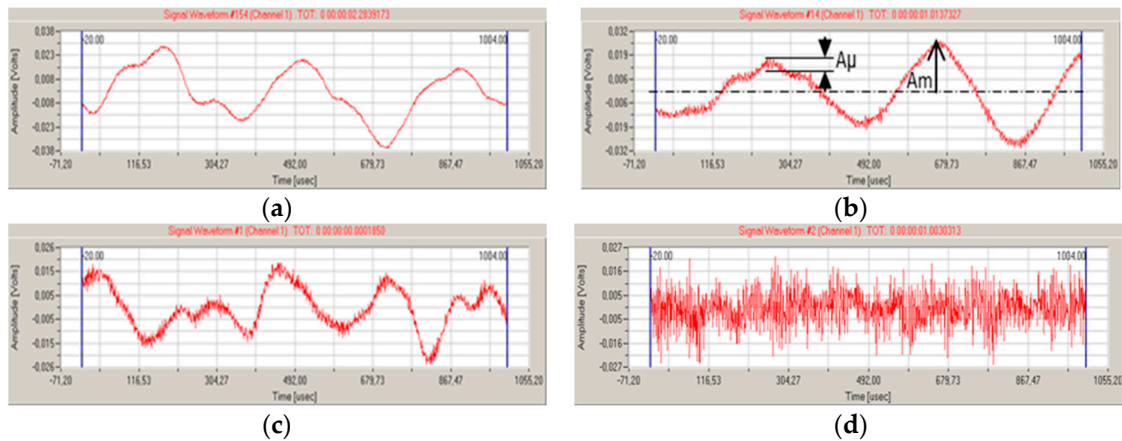 Signal Waveform #154 (Channel 1) TOT: 0 00:00:02.2839173
Amplitude [Volts]
0,038
0,023
0,008
-0,008
-0,023
-0,038
-20.00
1004.00
-71,20 116,53 304,27 492,00 679,73 867,47 1055,20
Time [usec]
(a)
Signal Waveform #14 (Channel 1) TOT: 0 00:00:01.0137327
Amplitude [Volts]
0,032
0,019
0,006
-0,006
-0,019
-0,032
-20.00
1004.00
Aμ
Am
-71,20 116,53 304,27 492,00 679,73 867,47 1055,20
Time [usec]
(b)
Signal Waveform #1 (Channel 1) TOT: 0 00:00:00.0001850
Amplitude [Volts]
0,026
0,015
0,005
-0,005
-0,015
-0,026
-20.00
1004.00
-71,20 116,53 304,27 492,00 679,73 867,47 1055,20
Time [usec]
(c)
Signal Waveform #2 (Channel 1) TOT: 0 00:00:01.0030313
Amplitude [Volts]
0,027
0,015
0,005
-0,005
-0,015
-0,027
-20.00
1004.00
-71,20 116,53 304,27 492,00 679,73 867,47 1055,20
Time [usec]
(d)